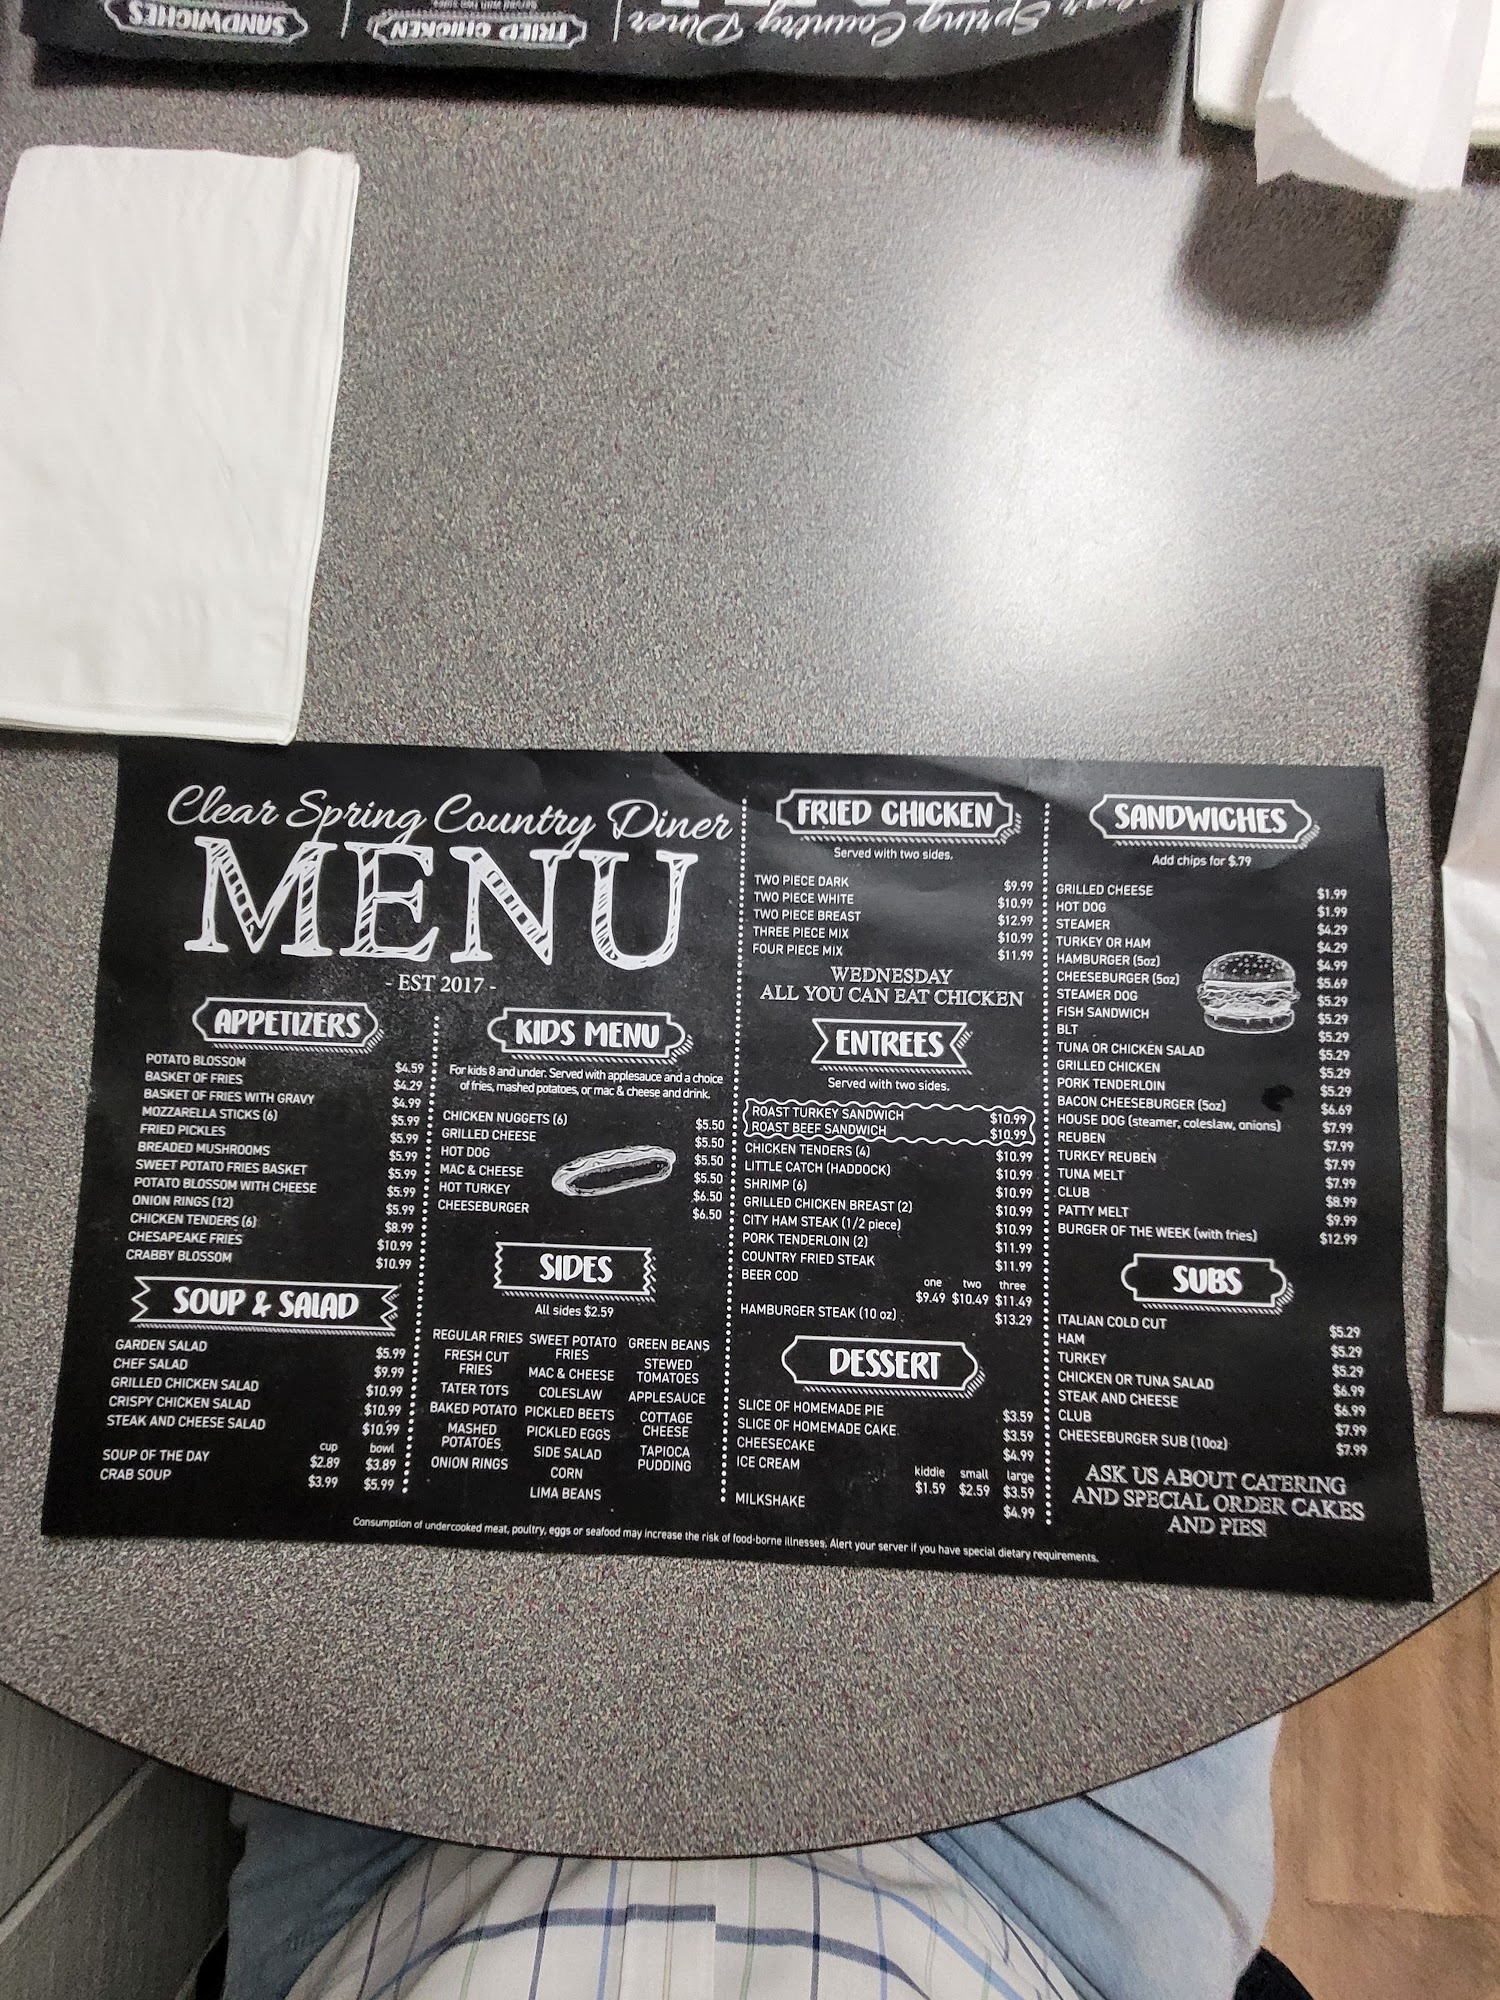 SANDWICHES
FRIED CHICKEN
Served with two sides.
Spring Country Diner
Clear Spring Country Diner
MENU
- EST 2017 -
APPETIZERS
POTATO BLOSSOM $4.59
BASKET OF FRIES $4.29
BASKET OF FRIES WITH GRAVY $4.99
MOZZARELLA STICKS (6) $5.99
FRIED PICKLES $5.99
BREADED MUSHROOMS $5.99
SWEET POTATO FRIES BASKET $5.99
POTATO BLOSSOM WITH CHEESE $5.99
ONION RINGS (12) $5.99
CHICKEN TENDERS (6) $8.99
CHESAPEAKE FRIES $10.99
CRABBY BLOSSOM $10.99
SOUP & SALAD
GARDEN SALAD $5.99
CHEF SALAD $9.99
GRILLED CHICKEN SALAD $10.99
CRISPY CHICKEN SALAD $10.99
STEAK AND CHEESE SALAD $10.99
cup bowl
SOUP OF THE DAY $2.89 $3.89
CRAB SOUP $3.99 $5.99
KIDS MENU
For kids 8 and under. Served with applesauce and a choice
of fries, mashed potatoes, or mac & cheese and drink.
CHICKEN NUGGETS (6) $5.50
GRILLED CHEESE $5.50
HOT DOG $5.50
MAC & CHEESE $5.50
HOT TURKEY $6.50
CHEESEBURGER $6.50
SIDES
All sides $2.59
REGULAR FRIES
FRESH CUT
FRIES
TATER TOTS
BAKED POTATO
MASHED
POTATOES
ONION RINGS
SWEET POTATO
FRIES
MAC & CHEESE
COLESLAW
PICKLED BEETS
PICKLED EGGS
SIDE SALAD
CORN
LIMA BEANS
GREEN BEANS
STEWED
TOMATOES
APPLESAUCE
COTTAGE
CHEESE
TAPIOCA
PUDDING
FRIED CHICKEN
Served with two sides.
TWO PIECE DARK $9.99
TWO PIECE WHITE $10.99
TWO PIECE BREAST $12.99
THREE PIECE MIX $10.99
FOUR PIECE MIX $11.99
WEDNESDAY
ALL YOU CAN EAT CHICKEN
ENTREES
Served with two sides.
ROAST TURKEY SANDWICH $10.99
ROAST BEEF SANDWICH $10.99
CHICKEN TENDERS (4) $10.99
LITTLE CATCH (HADDOCK) $10.99
SHRIMP (6) $10.99
GRILLED CHICKEN BREAST (2) $10.99
CITY HAM STEAK (1/2 piece) $10.99
PORK TENDERLOIN (2) $11.99
COUNTRY FRIED STEAK $11.99
BEER COD one two three
$9.49 $10.49 $11.49
HAMBURGER STEAK (10 oz) $13.29
DESSERT
SLICE OF HOMEMADE PIE $3.59
SLICE OF HOMEMADE CAKE $3.59
CHEESECAKE $4.99
ICE CREAM kiddie small large
$1.59 $2.59 $3.59
MILKSHAKE $4.99
SANDWICHES
Add chips for $.79
GRILLED CHEESE $1.99
HOT DOG $1.99
STEAMER $4.29
TURKEY OR HAM $4.29
HAMBURGER (5oz) $4.99
CHEESEBURGER (5oz) $5.69
STEAMER DOG $5.29
FISH SANDWICH $5.29
BLT $5.29
TUNA OR CHICKEN SALAD $5.29
GRILLED CHICKEN $5.29
PORK TENDERLOIN $5.29
BACON CHEESEBURGER (5oz) $6.69
HOUSE DOG (steamer, coleslaw, onions) $7.99
REUBEN $7.99
TURKEY REUBEN $7.99
TUNA MELT $7.99
CLUB $8.99
PATTY MELT $9.99
BURGER OF THE WEEK (with fries) $12.99
SUBS
ITALIAN COLD CUT $5.29
HAM $5.29
TURKEY $5.29
CHICKEN OR TUNA SALAD $6.99
STEAK AND CHEESE $6.99
CLUB $7.99
CHEESEBURGER SUB (10oz) $7.99
ASK US ABOUT CATERING
AND SPECIAL ORDER CAKES
AND PIES!
Consumption of undercooked meat, poultry, eggs or seafood may increase the risk of food-borne illnesses. Alert your server if you have special dietary requirements.